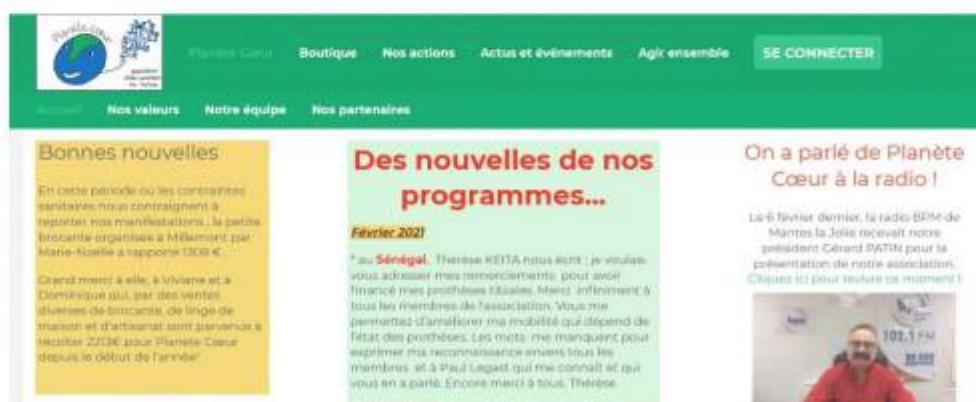 Planète Cœur
Planète Cœur Boutique Nos actions Actus et événements Agir ensemble SE CONNECTER
Accueil Nos valeurs Notre équipe Nos partenaires
Bonnes nouvelles
En cette période où les contraintes
sanitaires nous contraignent à
reporter nos manifestations , la petite
brocante organisée à Millemont par
Marie-Noëlle a rapporté 1308 € .
Grand merci à elle, à Viviane et à
Dominique qui, par des ventes
diverses de brocante, de linge de
maison et d'artisanat sont parvenus à
récolter 2213€ pour Planète Cœur
depuis le début de l'année!
Des nouvelles de nos
programmes...
Février 2021
* au Sénégal, Thérèse KEITA nous écrit : je voulais
vous adresser mes remerciements pour avoir
financé mes prothèses tibiales. Merci infiniment à
tous les membres de l'association. Vous me
permettez d'améliorer ma mobilité qui dépend de
l'état des prothèses. Les mots me manquent pour
exprimer ma reconnaissance envers tous les
membres et à Paul Legast qui me connait et qui
vous en a parlé. Encore merci à tous. Thérèse
On a parlé de Planète
Cœur à la radio !
Le 6 février dernier, la radio BPM de
Mantes la Jolie recevait notre
président Gérard PATIN pour la
présentation de notre association.
Cliquez ici pour revivre ce moment !
102.1 FM